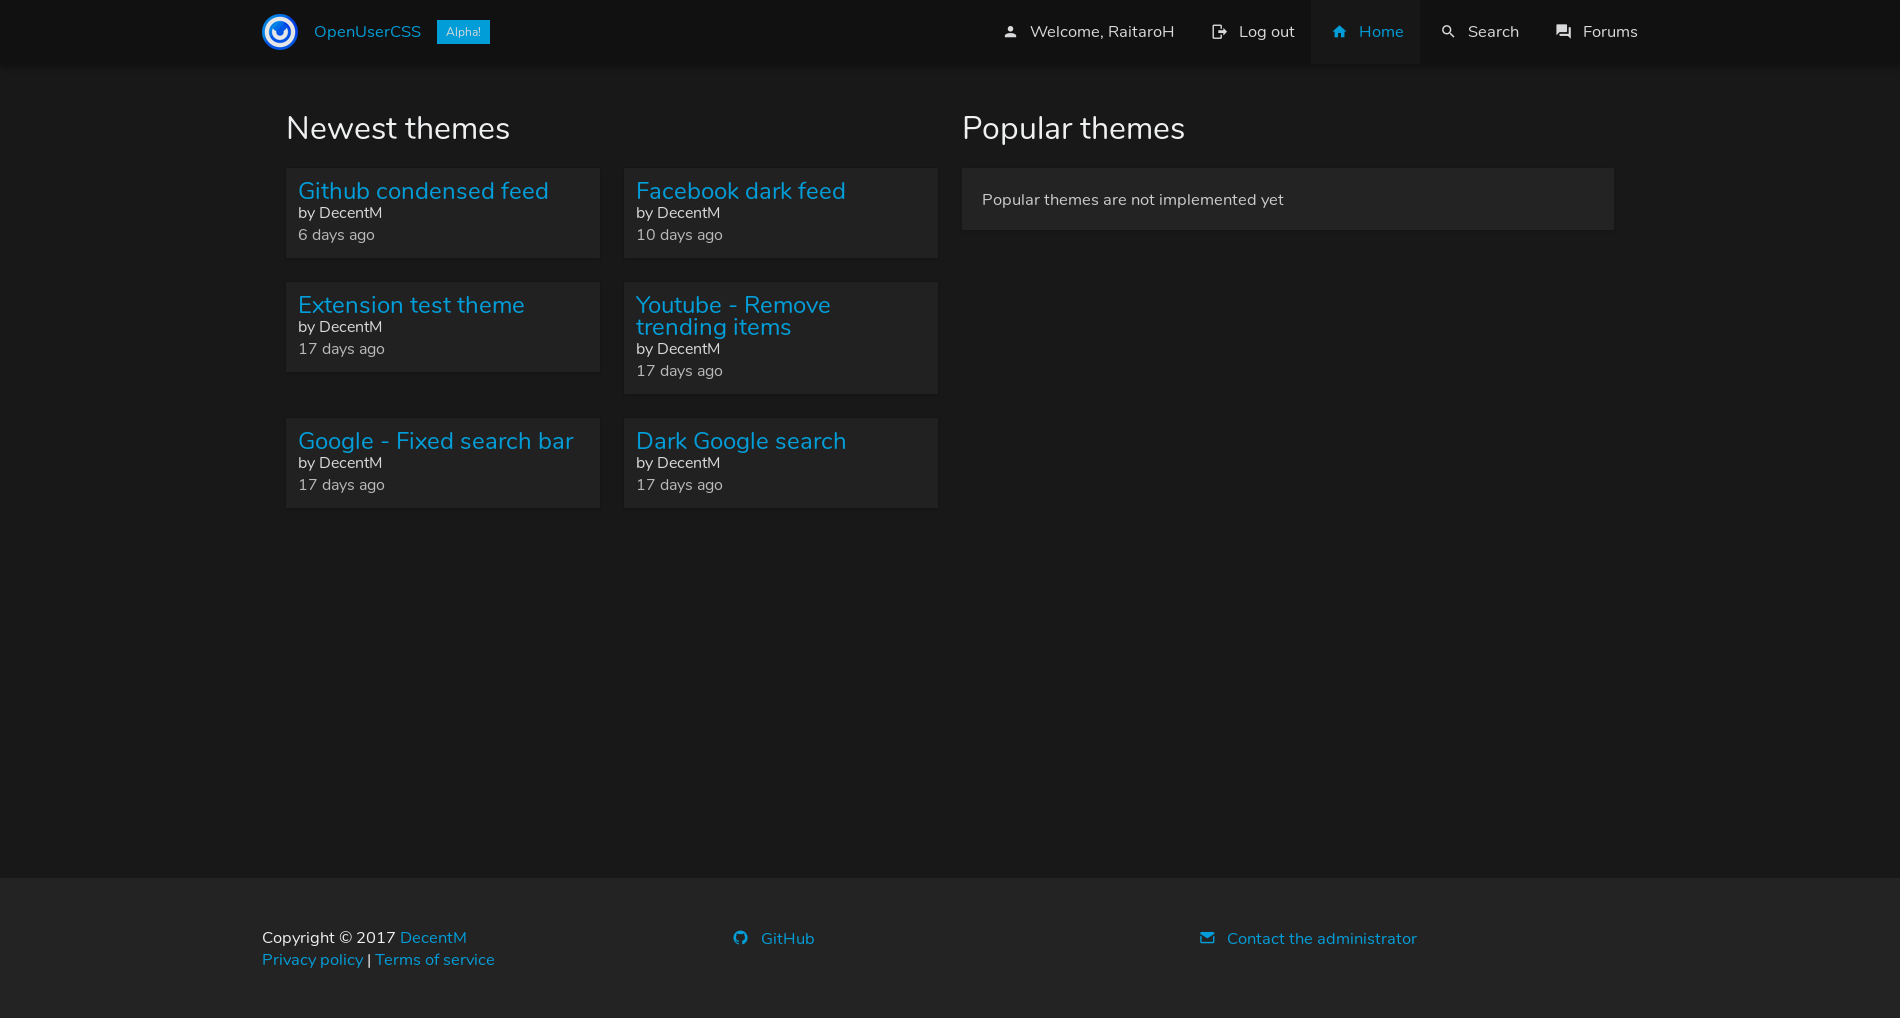 OpenUserCSS Alpha! Welcome, RaitaroH Log out Home Search Forums
Newest themes
Github condensed feed
by DecentM
6 days ago
Facebook dark feed
by DecentM
10 days ago
Extension test theme
by DecentM
17 days ago
Youtube - Remove
trending items
by DecentM
17 days ago
Google - Fixed search bar
by DecentM
17 days ago
Dark Google search
by DecentM
17 days ago
Popular themes
Popular themes are not implemented yet
Copyright © 2017 DecentM
Privacy policy | Terms of service
GitHub
Contact the administrator